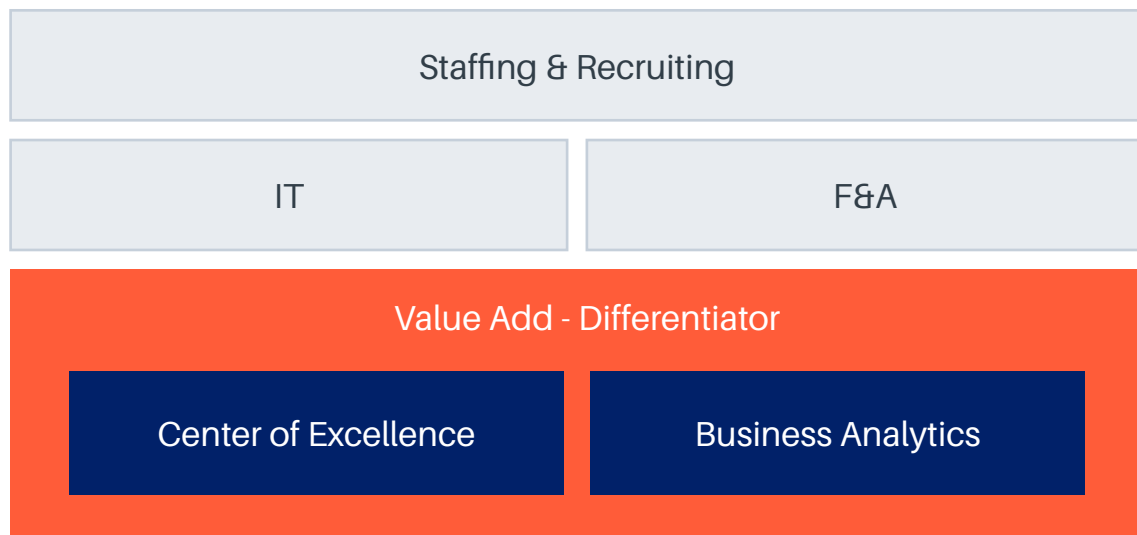 Staffing & Recruiting
IT
F&A
Value Add - Differentiator
Center of Excellence
Business Analytics